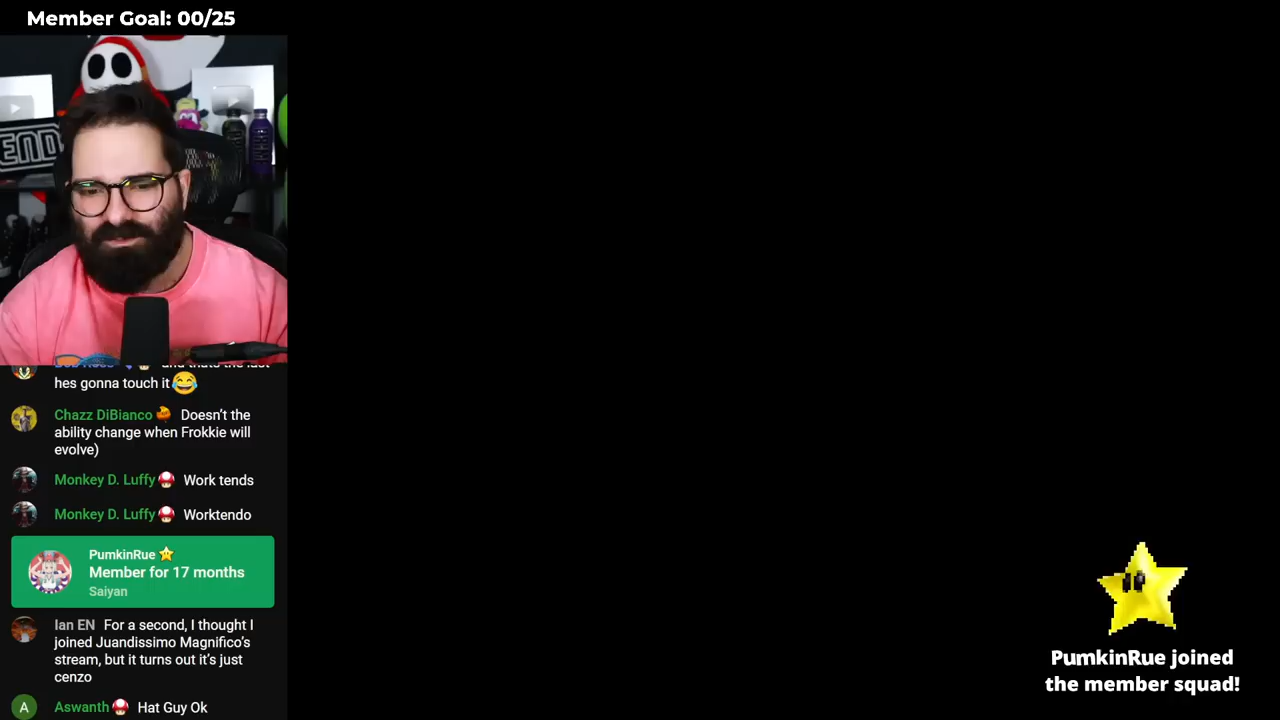 Member Goal: 00/25
END
hes gonna touch it
Chazz DiBianco Doesn’t the
ability change when Frokkie will
evolve)
Monkey D. Luffy Work tends
Monkey D. Luffy Worktendo
PumkinRue
Member for 17 months
Saiyan
Ian EN For a second, I thought I
joined Juandissimo Magnifico’s
stream, but it turns out it’s just
cenzo
A Aswanth Hat Guy Ok
PumkinRue joined
the member squad!